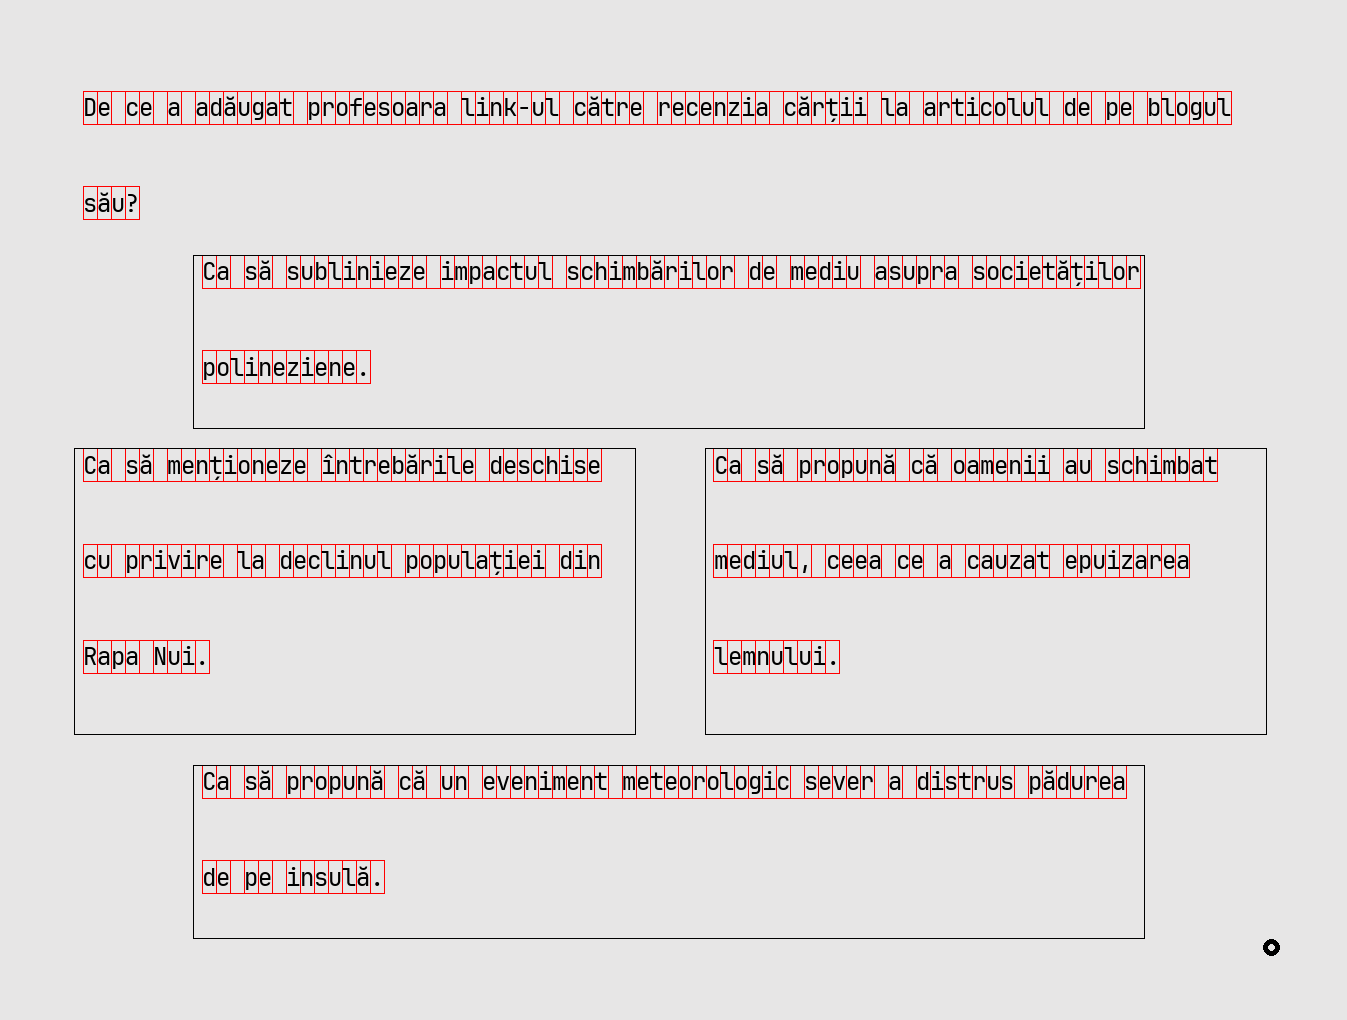 De ce a adăugat profesoara link-ul către recenzia cărții la articolul de pe blogul
său?
Ca să sublinieze impactul schimbărilor de mediu asupra societăților
polineziene.
Ca să menționeze întrebările deschise
cu privire la declinul populației din
Rapa Nui.
Ca să propună că oamenii au schimbat
mediul, ceea ce a cauzat epuizarea
lemnului.
Ca să propună că un eveniment meteorologic sever a distrus pădurea
de pe insulă.